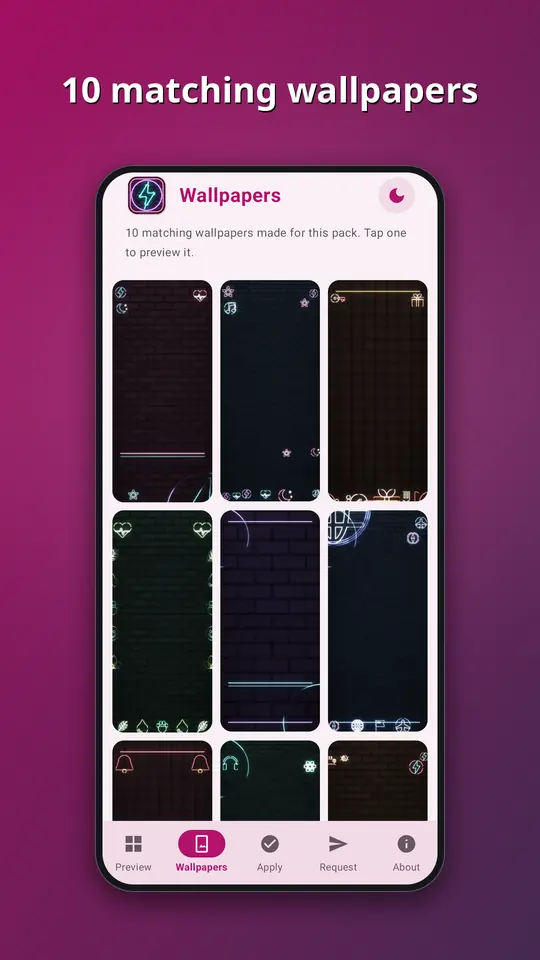 10 matching wallpapers
Wallpapers
10 matching wallpapers made for this pack. Tap one
to preview it.
Preview
Wallpapers
Apply
Request
About